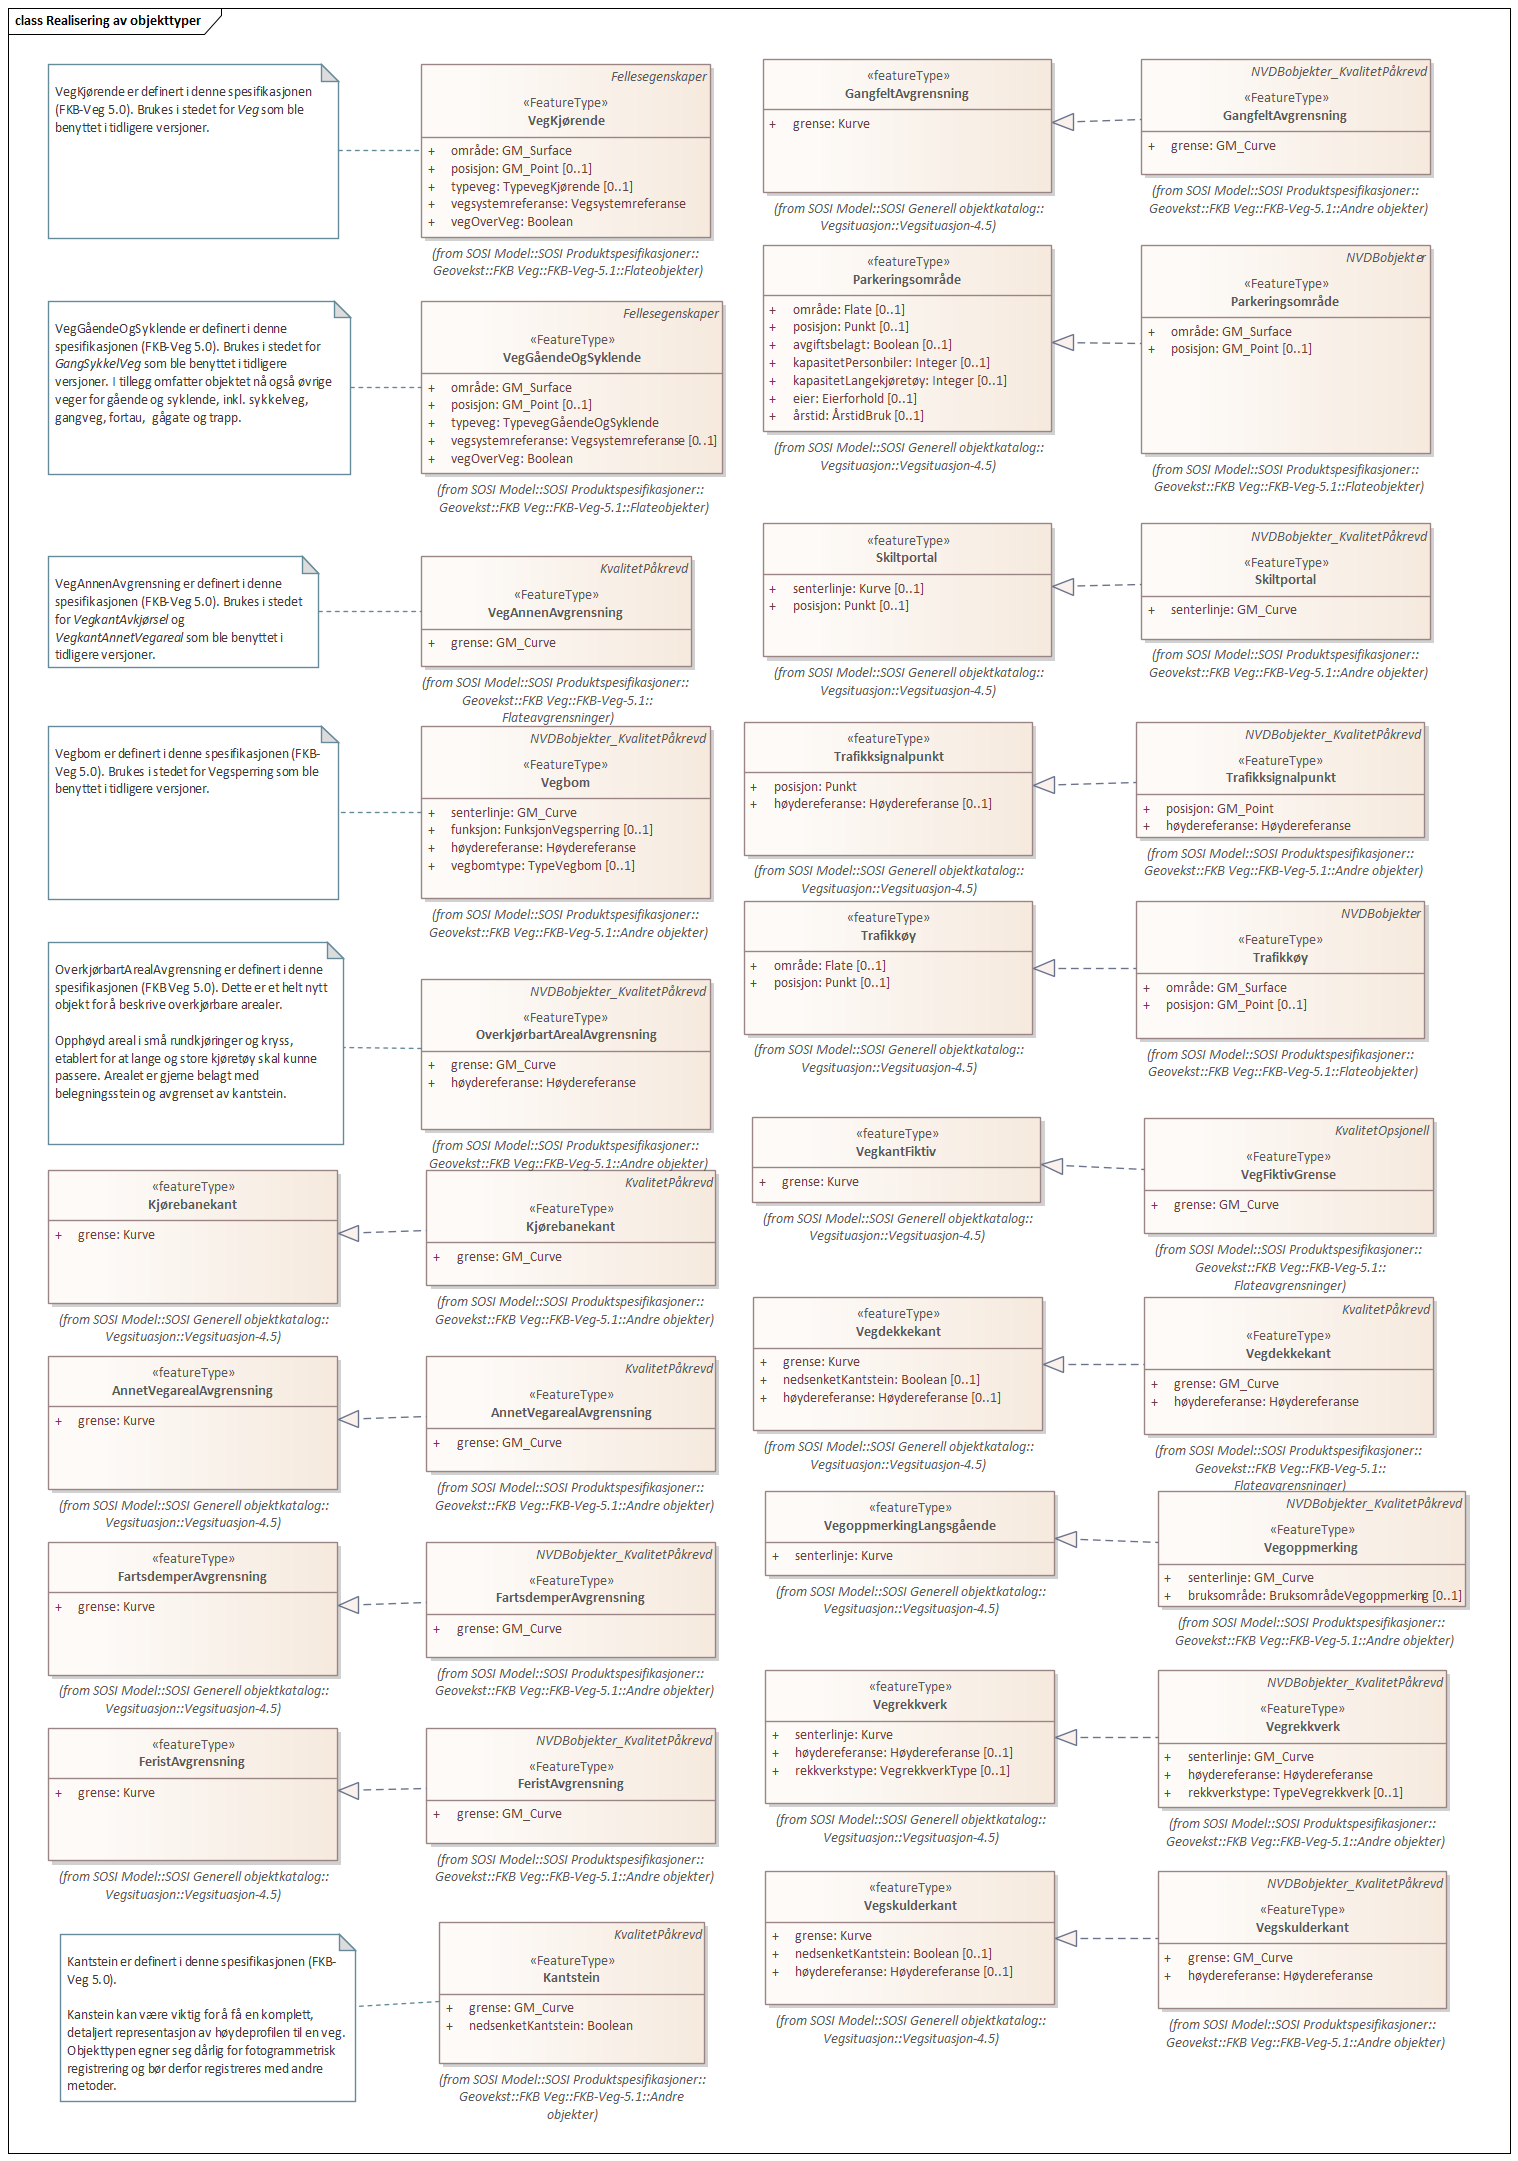 class Realisering av objekttyper
VegKjørende er definert i denne spesifikasjonen
(FKB-Veg 5.0). Brukes i stedet for Veg som ble
benyttet i tidligere versjoner.
Fellesegenskaper
«FeatureType»
VegKjørende
+ område: GM_Surface
+ posisjon: GM_Point [0..1]
+ typeveg: TypevegKjørende [0..1]
+ vegsystemreferanse: Vegsystemreferanse
+ vegOverVeg: Boolean
(from SOSI Model::SOSI Produktspesifikasjoner::
Geovekst::FKB Veg::FKB-Veg-5.1::Flateobjekter)
VegGåendeOgSyklende er definert i denne
spesifikasjonen (FKB-Veg 5.0). Brukes i stedet for
GangSykkelVeg som ble benyttet i tidligere
versjoner. I tillegg omfatter objektet nå også øvrige
veger for gående og syklende, inkl. sykkelveg,
gangveg, fortau,  gågate og trapp.
Fellesegenskaper
«FeatureType»
VegGåendeOgSyklende
+ område: GM_Surface
+ posisjon: GM_Point [0..1]
+ typeveg: TypevegGåendeOgSyklende
+ vegsystemreferanse: Vegsystemreferanse [0..1]
+ vegOverVeg: Boolean
(from SOSI Model::SOSI Produktspesifikasjoner::
Geovekst::FKB Veg::FKB-Veg-5.1::Flateobjekter)
VegAnnenAvgrensning er definert i denne
spesifikasjonen (FKB-Veg 5.0). Brukes i stedet
for VegkantAvkjørsel og
VegkantAnnetVegareal som ble benyttet i
tidligere versjoner.
KvalitetPåkrevd
«FeatureType»
VegAnnenAvgrensning
+ grense: GM_Curve
(from SOSI Model::SOSI Produktspesifikasjoner::
Geovekst::FKB Veg::FKB-Veg-5.1::
Flateavgrensninger)
Vegbom er definert i denne spesifikasjonen (FKB-
Veg 5.0). Brukes i stedet for Vegsperring som ble
benyttet i tidligere versjoner.
NVDBobjekter_KvalitetPåkrevd
«FeatureType»
Vegbom
+ senterlinje: GM_Curve
+ funksjon: FunksjonVegsperring [0..1]
+ høydereferanse: Høydereferanse
+ vegbomtype: TypeVegbom [0..1]
(from SOSI Model::SOSI Produktspesifikasjoner::
Geovekst::FKB Veg::FKB-Veg-5.1::Andre objekter)
OverkjørbartArealAvgrensning er definert i denne
spesifikasjonen (FKB Veg 5.0). Dette er et helt nytt
objekt for å beskrive overkjørbare arealer.
Opphøyd areal i små rundkjøringer og kryss,
etablert for at lange og store kjøretøy skal kunne
passere. Arealet er gjerne belagt med
belegningsstein og avgrenset av kantstein.
NVDBobjekter_KvalitetPåkrevd
«FeatureType»
OverkjørbartArealAvgrensning
+ grense: GM_Curve
+ høydereferanse: Høydereferanse
(from SOSI Model::SOSI Produktspesifikasjoner::
Geovekst::FKB Veg::FKB-Veg-5.1::Andre objekter)
«featureType»
Kjørebanekant
+ grense: Kurve
(from SOSI Model::SOSI Generell objektkatalog::
Vegsituasjon::Vegsituasjon-4.5)
KvalitetPåkrevd
«FeatureType»
Kjørebanekant
+ grense: GM_Curve
(from SOSI Model::SOSI Produktspesifikasjoner::
Geovekst::FKB Veg::FKB-Veg-5.1::Andre objekter)
«featureType»
AnnetVegarealAvgrensning
+ grense: Kurve
(from SOSI Model::SOSI Generell objektkatalog::
Vegsituasjon::Vegsituasjon-4.5)
KvalitetPåkrevd
«FeatureType»
AnnetVegarealAvgrensning
+ grense: GM_Curve
(from SOSI Model::SOSI Produktspesifikasjoner::
Geovekst::FKB Veg::FKB-Veg-5.1::Andre objekter)
«featureType»
FartsdemperAvgrensning
+ grense: Kurve
(from SOSI Model::SOSI Generell objektkatalog::
Vegsituasjon::Vegsituasjon-4.5)
NVDBobjekter_KvalitetPåkrevd
«FeatureType»
FartsdemperAvgrensning
+ grense: GM_Curve
(from SOSI Model::SOSI Produktspesifikasjoner::
Geovekst::FKB Veg::FKB-Veg-5.1::Andre objekter)
«featureType»
FeristAvgrensning
+ grense: Kurve
(from SOSI Model::SOSI Generell objektkatalog::
Vegsituasjon::Vegsituasjon-4.5)
NVDBobjekter_KvalitetPåkrevd
«FeatureType»
FeristAvgrensning
+ grense: GM_Curve
(from SOSI Model::SOSI Produktspesifikasjoner::
Geovekst::FKB Veg::FKB-Veg-5.1::Andre objekter)
Kantstein er definert i denne spesifikasjonen (FKB-
Veg 5.0).
Kanstein kan være viktig for å få en komplett,
detaljert representasjon av høydeprofilen til en veg.
Objekttypen egner seg dårlig for fotogrammetrisk
registrering og bør derfor registreres med andre
metoder.
KvalitetPåkrevd
«FeatureType»
Kantstein
+ grense: GM_Curve
+ nedsenketKantstein: Boolean
(from SOSI Model::SOSI Produktspesifikasjoner::
Geovekst::FKB Veg::FKB-Veg-5.1::Andre
objekter)
«featureType»
GangfeltAvgrensning
+ grense: Kurve
(from SOSI Model::SOSI Generell objektkatalog::
Vegsituasjon::Vegsituasjon-4.5)
NVDBobjekter_KvalitetPåkrevd
«FeatureType»
GangfeltAvgrensning
+ grense: GM_Curve
(from SOSI Model::SOSI Produktspesifikasjoner::
Geovekst::FKB Veg::FKB-Veg-5.1::Andre objekter)
«featureType»
Parkeringsområde
+ område: Flate [0..1]
+ posisjon: Punkt [0..1]
+ avgiftsbelagt: Boolean [0..1]
+ kapasitetPersonbiler: Integer [0..1]
+ kapasitetLangekjøretøy: Integer [0..1]
+ eier: Eierforhold [0..1]
+ årstid: ÅrstidBruk [0..1]
(from SOSI Model::SOSI Generell objektkatalog::
Vegsituasjon::Vegsituasjon-4.5)
NVDBobjekter
«FeatureType»
Parkeringsområde
+ område: GM_Surface
+ posisjon: GM_Point [0..1]
(from SOSI Model::SOSI Produktspesifikasjoner::
Geovekst::FKB Veg::FKB-Veg-5.1::Flateobjekter)
«featureType»
Skiltportal
+ senterlinje: Kurve [0..1]
+ posisjon: Punkt [0..1]
(from SOSI Model::SOSI Generell objektkatalog::
Vegsituasjon::Vegsituasjon-4.5)
NVDBobjekter_KvalitetPåkrevd
«FeatureType»
Skiltportal
+ senterlinje: GM_Curve
(from SOSI Model::SOSI Produktspesifikasjoner::
Geovekst::FKB Veg::FKB-Veg-5.1::Andre objekter)
«featureType»
Trafikksignalpunkt
+ posisjon: Punkt
+ høydereferanse: Høydereferanse [0..1]
(from SOSI Model::SOSI Generell objektkatalog::
Vegsituasjon::Vegsituasjon-4.5)
NVDBobjekter_KvalitetPåkrevd
«FeatureType»
Trafikksignalpunkt
+ posisjon: GM_Point
+ høydereferanse: Høydereferanse
(from SOSI Model::SOSI Produktspesifikasjoner::
Geovekst::FKB Veg::FKB-Veg-5.1::Andre objekter)
«featureType»
Trafikkøy
+ område: Flate [0..1]
+ posisjon: Punkt [0..1]
(from SOSI Model::SOSI Generell objektkatalog::
Vegsituasjon::Vegsituasjon-4.5)
NVDBobjekter
«FeatureType»
Trafikkøy
+ område: GM_Surface
+ posisjon: GM_Point [0..1]
(from SOSI Model::SOSI Produktspesifikasjoner::
Geovekst::FKB Veg::FKB-Veg-5.1::Flateobjekter)
«featureType»
VegkantFiktiv
+ grense: Kurve
(from SOSI Model::SOSI Generell objektkatalog::
Vegsituasjon::Vegsituasjon-4.5)
KvalitetOpsjonell
«FeatureType»
VegFiktivGrense
+ grense: GM_Curve
(from SOSI Model::SOSI Produktspesifikasjoner::
Geovekst::FKB Veg::FKB-Veg-5.1::
Flateavgrensninger)
«featureType»
Vegdekkekant
+ grense: Kurve
+ nedsenketKantstein: Boolean [0..1]
+ høydereferanse: Høydereferanse [0..1]
(from SOSI Model::SOSI Generell objektkatalog::
Vegsituasjon::Vegsituasjon-4.5)
KvalitetPåkrevd
«FeatureType»
Vegdekkekant
+ grense: GM_Curve
+ høydereferanse: Høydereferanse
(from SOSI Model::SOSI Produktspesifikasjoner::
Geovekst::FKB Veg::FKB-Veg-5.1::
Flateavgrensninger)
«featureType»
VegoppmerkingLangsgående
+ senterlinje: Kurve
(from SOSI Model::SOSI Generell objektkatalog::
Vegsituasjon::Vegsituasjon-4.5)
NVDBobjekter_KvalitetPåkrevd
«FeatureType»
Vegoppmerking
+ senterlinje: GM_Curve
+ bruksområde: BruksområdeVegoppmerking [0..1]
(from SOSI Model::SOSI Produktspesifikasjoner::
Geovekst::FKB Veg::FKB-Veg-5.1::Andre objekter)
«featureType»
Vegrekkverk
+ senterlinje: Kurve
+ høydereferanse: Høydereferanse [0..1]
+ rekkverkstype: VegrekkverkType [0..1]
(from SOSI Model::SOSI Generell objektkatalog::
Vegsituasjon::Vegsituasjon-4.5)
NVDBobjekter_KvalitetPåkrevd
«FeatureType»
Vegrekkverk
+ senterlinje: GM_Curve
+ høydereferanse: Høydereferanse
+ rekkverkstype: TypeVegrekkverk [0..1]
(from SOSI Model::SOSI Produktspesifikasjoner::
Geovekst::FKB Veg::FKB-Veg-5.1::Andre objekter)
«featureType»
Vegskulderkant
+ grense: Kurve
+ nedsenketKantstein: Boolean [0..1]
+ høydereferanse: Høydereferanse [0..1]
(from SOSI Model::SOSI Generell objektkatalog::
Vegsituasjon::Vegsituasjon-4.5)
NVDBobjekter_KvalitetPåkrevd
«FeatureType»
Vegskulderkant
+ grense: GM_Curve
+ høydereferanse: Høydereferanse
(from SOSI Model::SOSI Produktspesifikasjoner::
Geovekst::FKB Veg::FKB-Veg-5.1::Andre objekter)